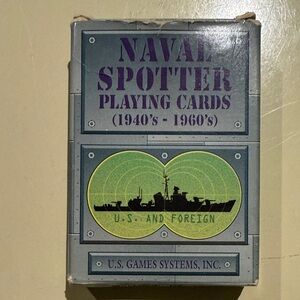 NAVAL
SPOTTER
PLAYING CARDS
(1940's - 1960's)
U.S. AND FOREIGN
U.S. GAMES SYSTEMS, INC.